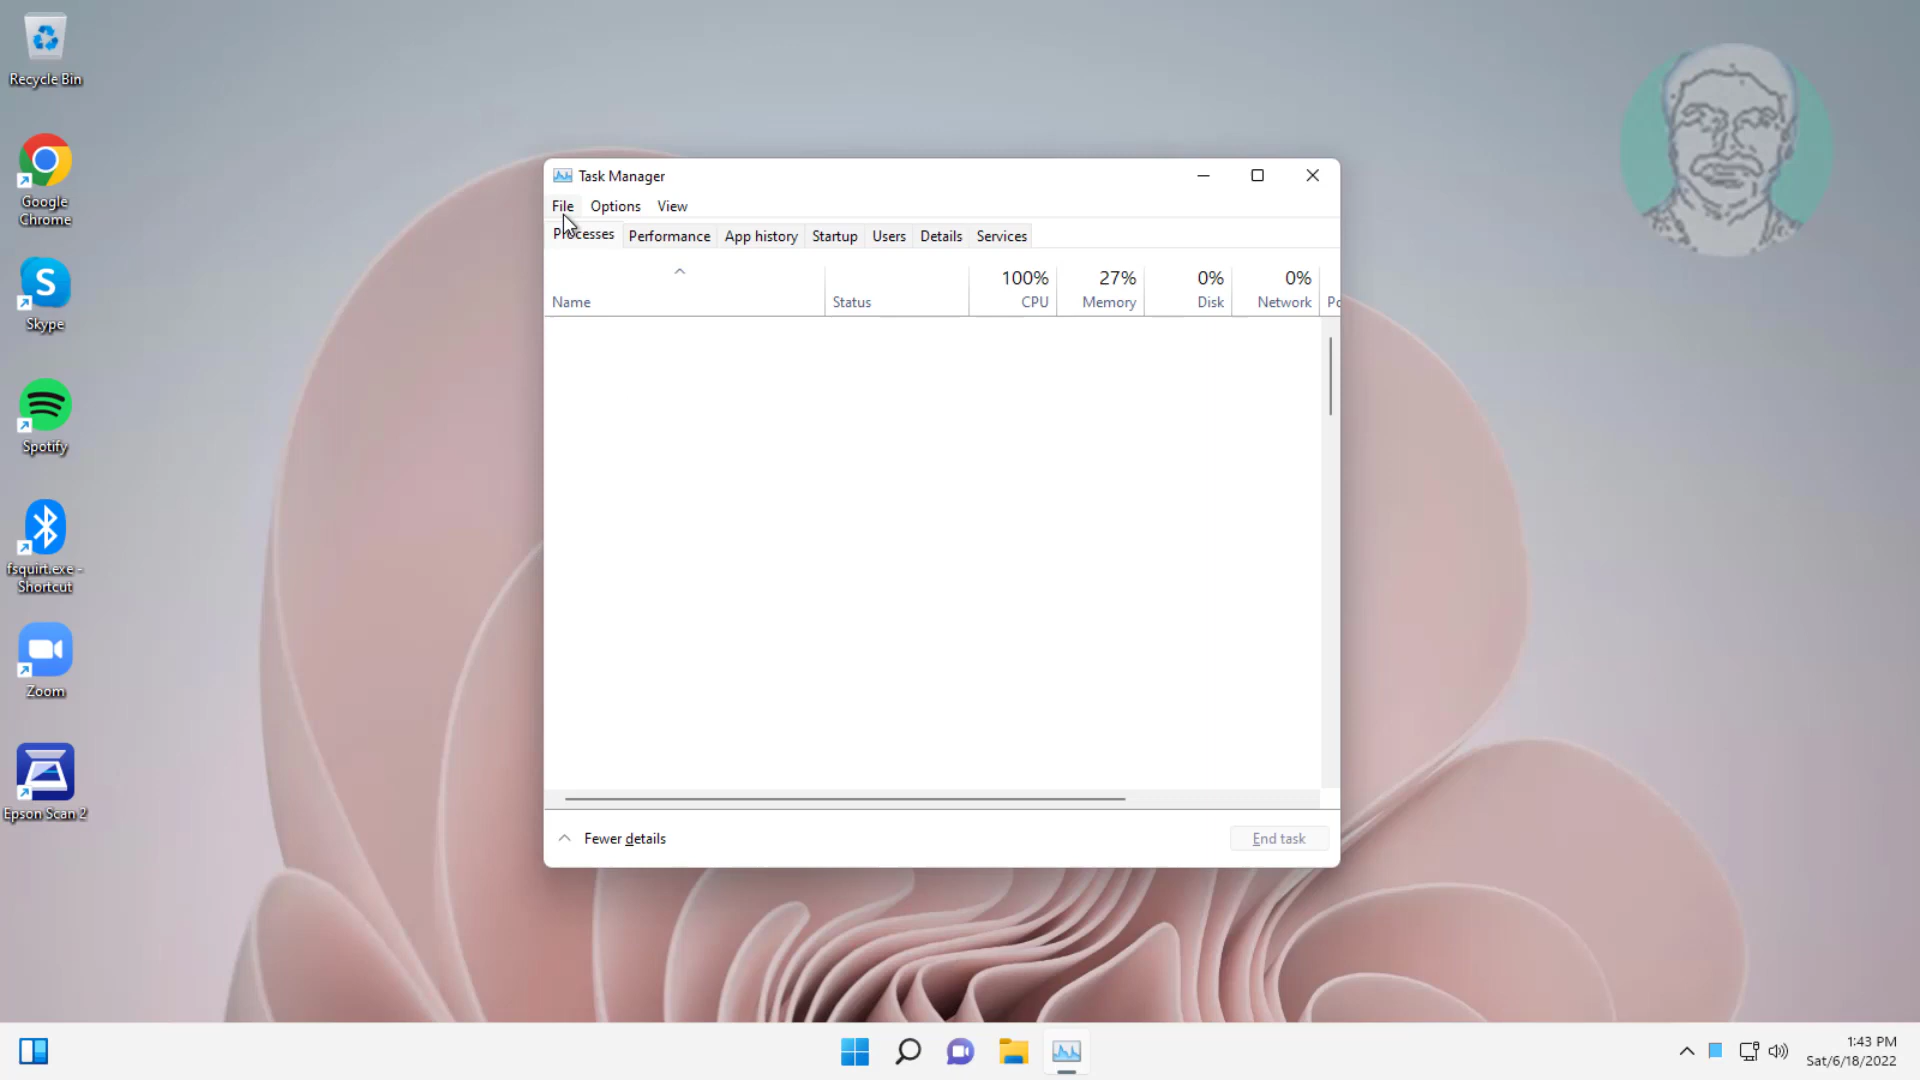 Recycle Bin
Google
Chrome
Skype
Spotify
fsquirt.exe -
Shortcut
Zoom
Epson Scan 2
Task Manager
File Options View
Processes Performance App history Startup Users Details Services
100% 27% 0% 0%
Name Status CPU Memory Disk Network Po
Fewer details
End task
1:43 PM
Sat/6/18/2022